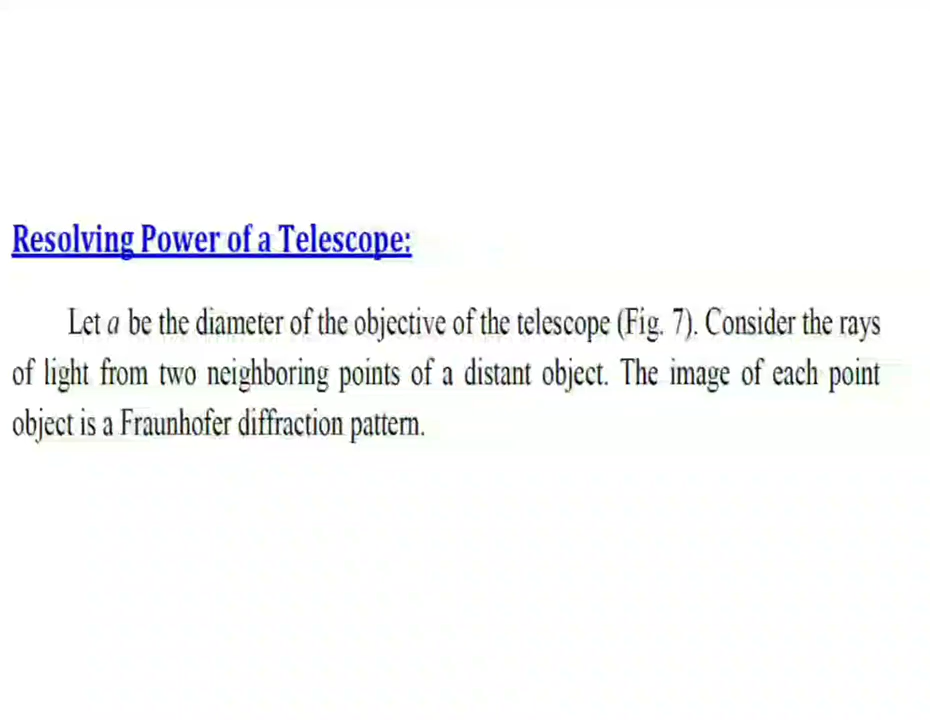 Resolving Power of a Telescope:
Let a be the diameter of the objective of the telescope (Fig. 7). Consider the rays
of light from two neighboring points of a distant object. The image of each point
object is a Fraunhofer diffraction pattern.